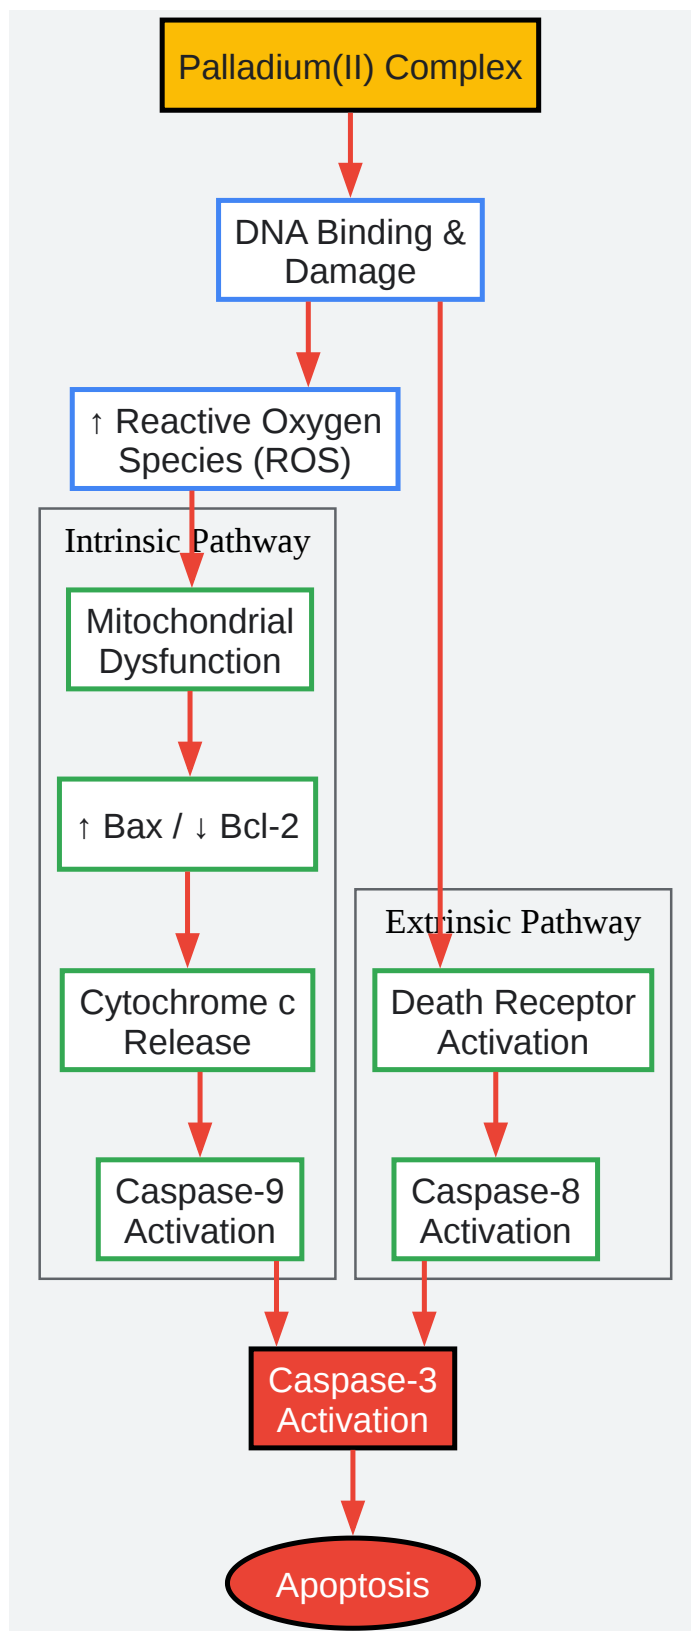 Palladium(II) Complex
DNA Binding &
Damage
↑ Reactive Oxygen
Species (ROS)
Intrinsic Pathway
Mitochondrial
Dysfunction
↑ Bax / ↓ Bcl-2
Cytochrome c
Release
Caspase-9
Activation
Extrinsic Pathway
Death Receptor
Activation
Caspase-8
Activation
Caspase-3
Activation
Apoptosis